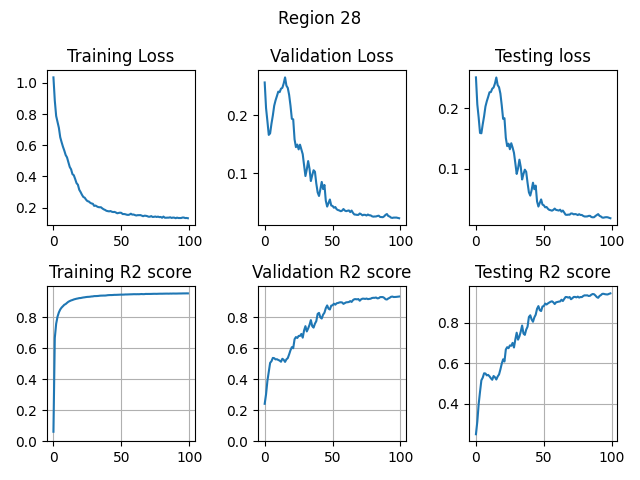 Region 28
Training Loss
Validation Loss
Testing loss
1.0
0.8
0.6
0.4
0.2
0 50 100
0.2
0.1
0 50 100
0.2
0.1
0 50 100
Training R2 score
Validation R2 score
Testing R2 score
0.8
0.6
0.4
0.2
0.0
0 50 100
0.8
0.6
0.4
0.2
0.0
0 50 100
0.8
0.6
0.4
0 50 100